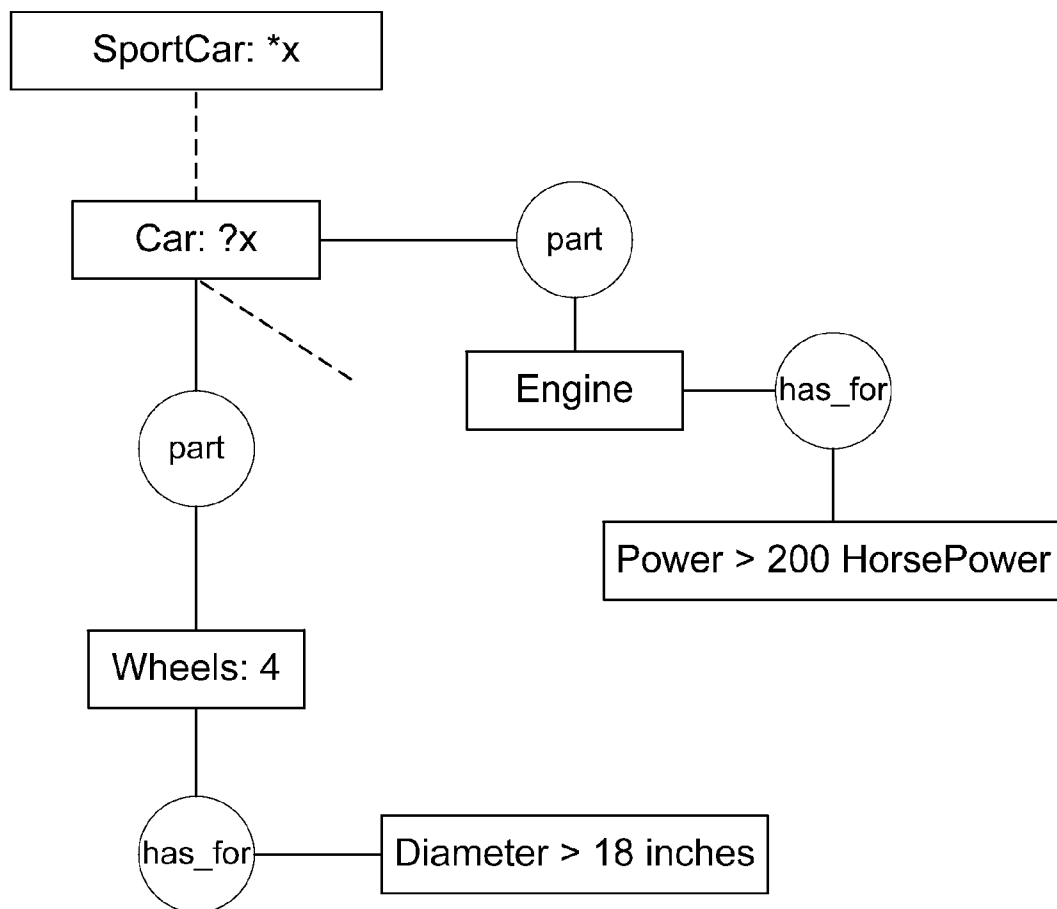 SportCar: *x
Car: ?x
part
Engine
has_for
part
Power > 200 HorsePower
Wheels: 4
has_for
Diameter > 18 inches